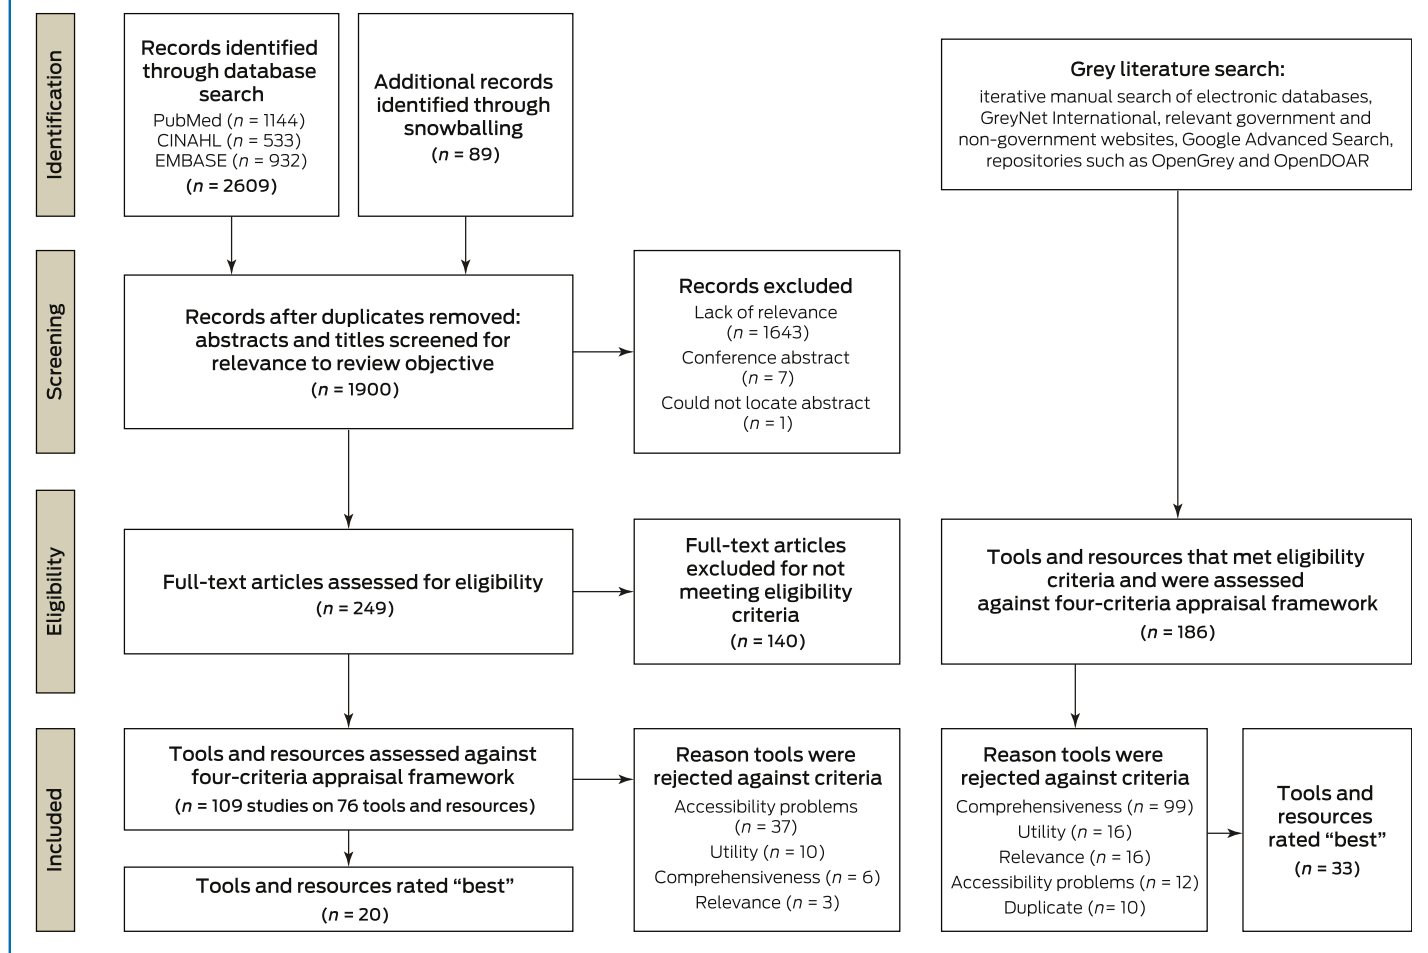 Identification
Records identified
through database
search
PubMed (n = 1144)
CINAHL (n = 533)
EMBASE (n = 932)
(n = 2609)
Additional records
identified through
snowballing
(n = 89)
Grey literature search:
iterative manual search of electronic databases,
GreyNet International, relevant government and
non-government websites, Google Advanced Search,
repositories such as OpenGrey and OpenDOAR
Screening
Records after duplicates removed:
abstracts and titles screened for
relevance to review objective
(n = 1900)
Records excluded
Lack of relevance
(n = 1643)
Conference abstract
(n = 7)
Could not locate abstract
(n = 1)
Eligibility
Full-text articles assessed for eligibility
(n = 249)
Full-text articles
excluded for not
meeting eligibility
criteria
(n = 140)
Tools and resources that met eligibility
criteria and were assessed
against four-criteria appraisal framework
(n = 186)
Included
Tools and resources assessed against
four-criteria appraisal framework
(n = 109 studies on 76 tools and resources)
Tools and resources rated “best”
(n = 20)
Reason tools were
rejected against criteria
Accessibility problems
(n = 37)
Utility (n = 10)
Comprehensiveness (n = 6)
Relevance (n = 3)
Reason tools were
rejected against criteria
Comprehensiveness (n = 99)
Utility (n = 16)
Relevance (n = 16)
Accessibility problems (n = 12)
Duplicate (n= 10)
Tools and
resources
rated “best”
(n = 33)